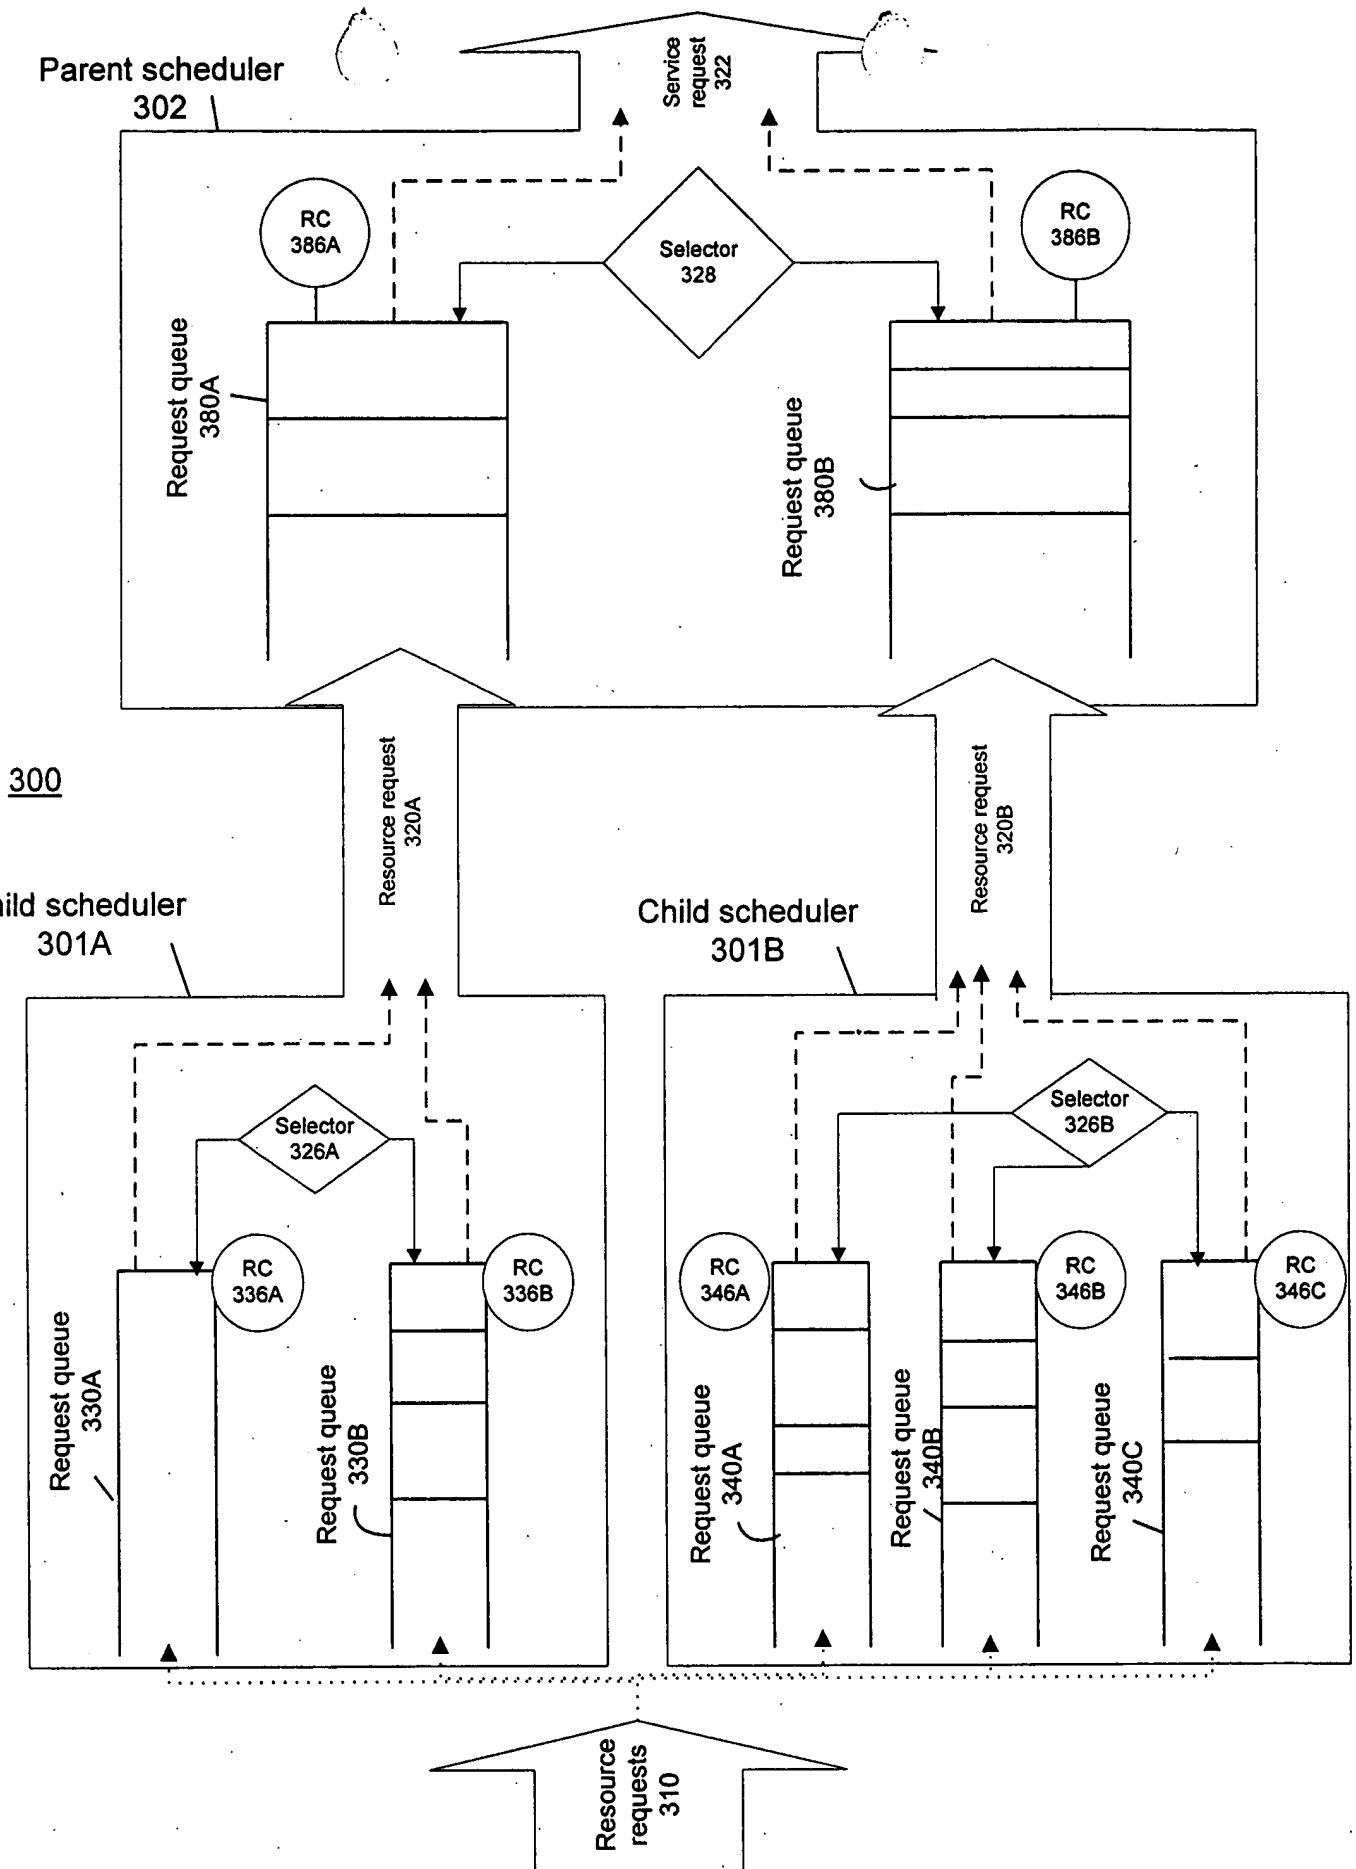 Parent scheduler
302
Service
request
322
RC
386A
Selector
328
RC
386B
Request queue
380A
Request queue
380B
300
Resource request
320A
Resource request
320B
ild scheduler
301A
Child scheduler
301B
Selector
326A
Selector
326B
RC
336A
RC
336B
RC
346A
RC
346B
RC
346C
Request queue
330A
Request queue
330B
Request queue
340A
Request queue
340B
Request queue
340C
Resource
requests
310